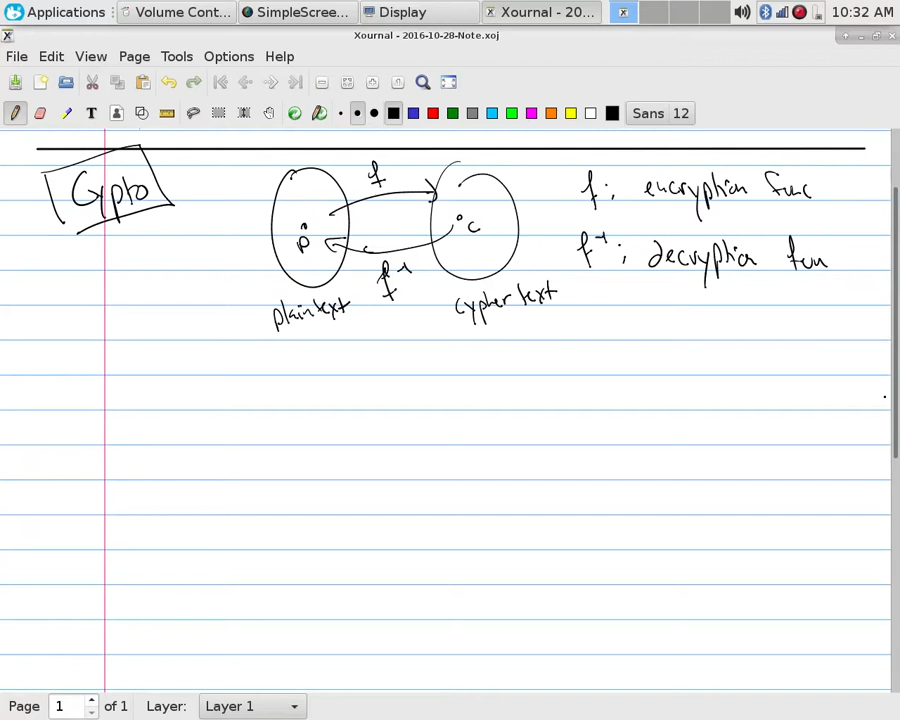 Applications
Volume Cont...
SimpleScree...
Display
Xournal - 20...
10:32 AM
Xournal - 2016-10-28-Note.xoj
File Edit View Page Tools Options Help
Sans 12
Cypto
f
f: encryption func
p
c
f⁻¹
f⁻¹: decryption fun
plaintext
cypher text
Page 1 of 1 Layer: Layer 1